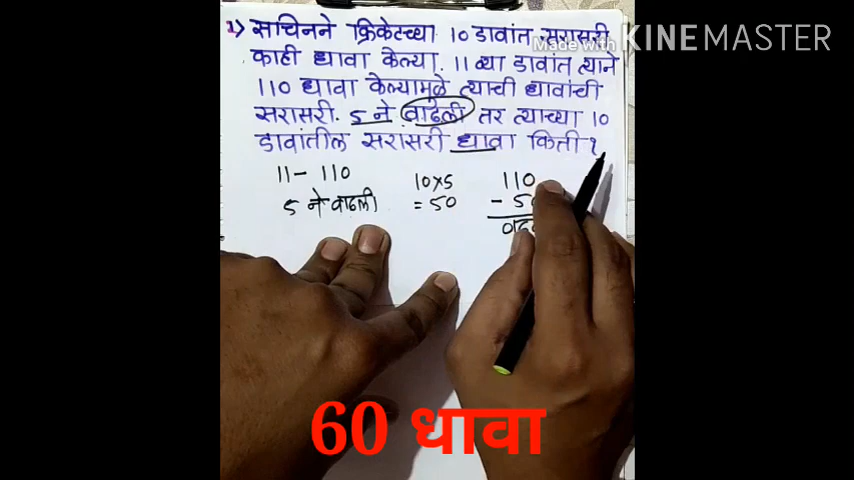 1) सचिनने क्रिकेटच्या 10 डावांत सरासरी
Made with KINEMASTER
काही धावा केल्या. 11 व्या डावांत त्याने
110 धावा केल्यामुळे त्याची धावांची
सरासरी. 5 ने वाढली तर त्याच्या 10
डावांतील सरासरी धावा किती?
11 - 110
5 ने वाढली
10×5
= 50
110
- 50
60 धावा